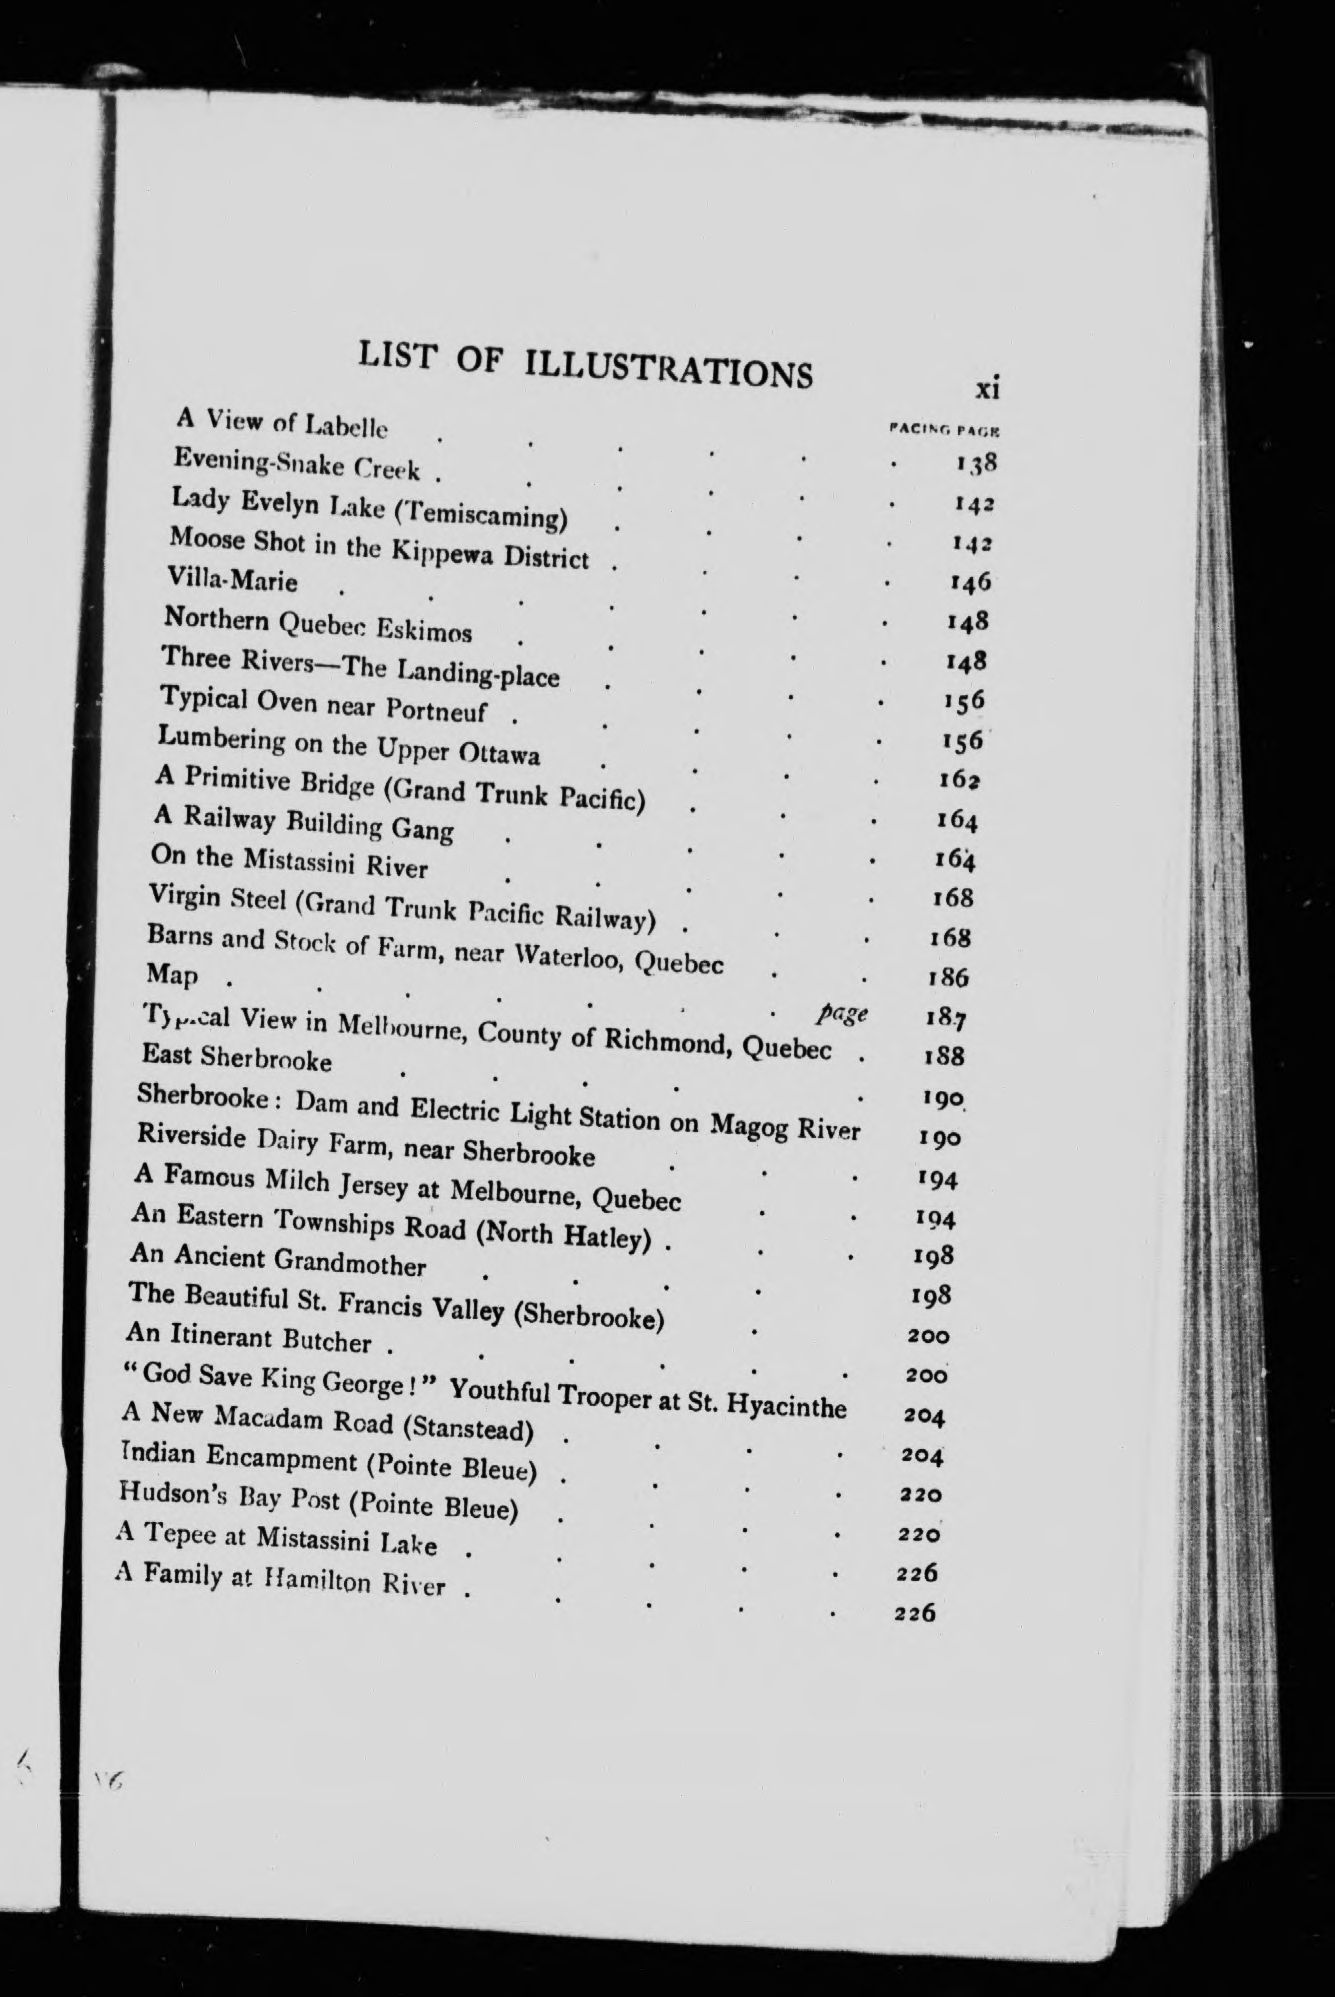 LIST OF ILLUSTRATIONS xi
FACING PAGE
A View of Labelle . . . . . . 138
Evening-Snake Creek . . . . . . 142
Lady Evelyn Lake (Temiscaming) . . . . 142
Moose Shot in the Kippewa District . . . . 146
Villa-Marie . . . . . . . 148
Northern Quebec Eskimos . . . . . 148
Three Rivers—The Landing-place . . . . 156
Typical Oven near Portneuf . . . . . 156
Lumbering on the Upper Ottawa . . . . 162
A Primitive Bridge (Grand Trunk Pacific) . . . 164
A Railway Building Gang . . . . . 164
On the Mistassini River . . . . . 168
Virgin Steel (Grand Trunk Pacific Railway) . . . 168
Barns and Stock of Farm, near Waterloo, Quebec . . 186
Map . . . . . . . page 187
Typical View in Melbourne, County of Richmond, Quebec . 188
East Sherbrooke . . . . . 190
Sherbrooke: Dam and Electric Light Station on Magog River 190
Riverside Dairy Farm, near Sherbrooke . . . 194
A Famous Milch Jersey at Melbourne, Quebec . . 194
An Eastern Townships Road (North Hatley) . . . 198
An Ancient Grandmother . . . . 198
The Beautiful St. Francis Valley (Sherbrooke) . 200
An Itinerant Butcher . . . . . . 200
“God Save King George!” Youthful Trooper at St. Hyacinthe 204
A New Macadam Road (Stanstead) . . . . 204
Indian Encampment (Pointe Bleue) . . . . 220
Hudson's Bay Post (Pointe Bleue) . . . . 220
A Tepee at Mistassini Lake . . . . . 226
A Family at Hamilton River . . . . . 226